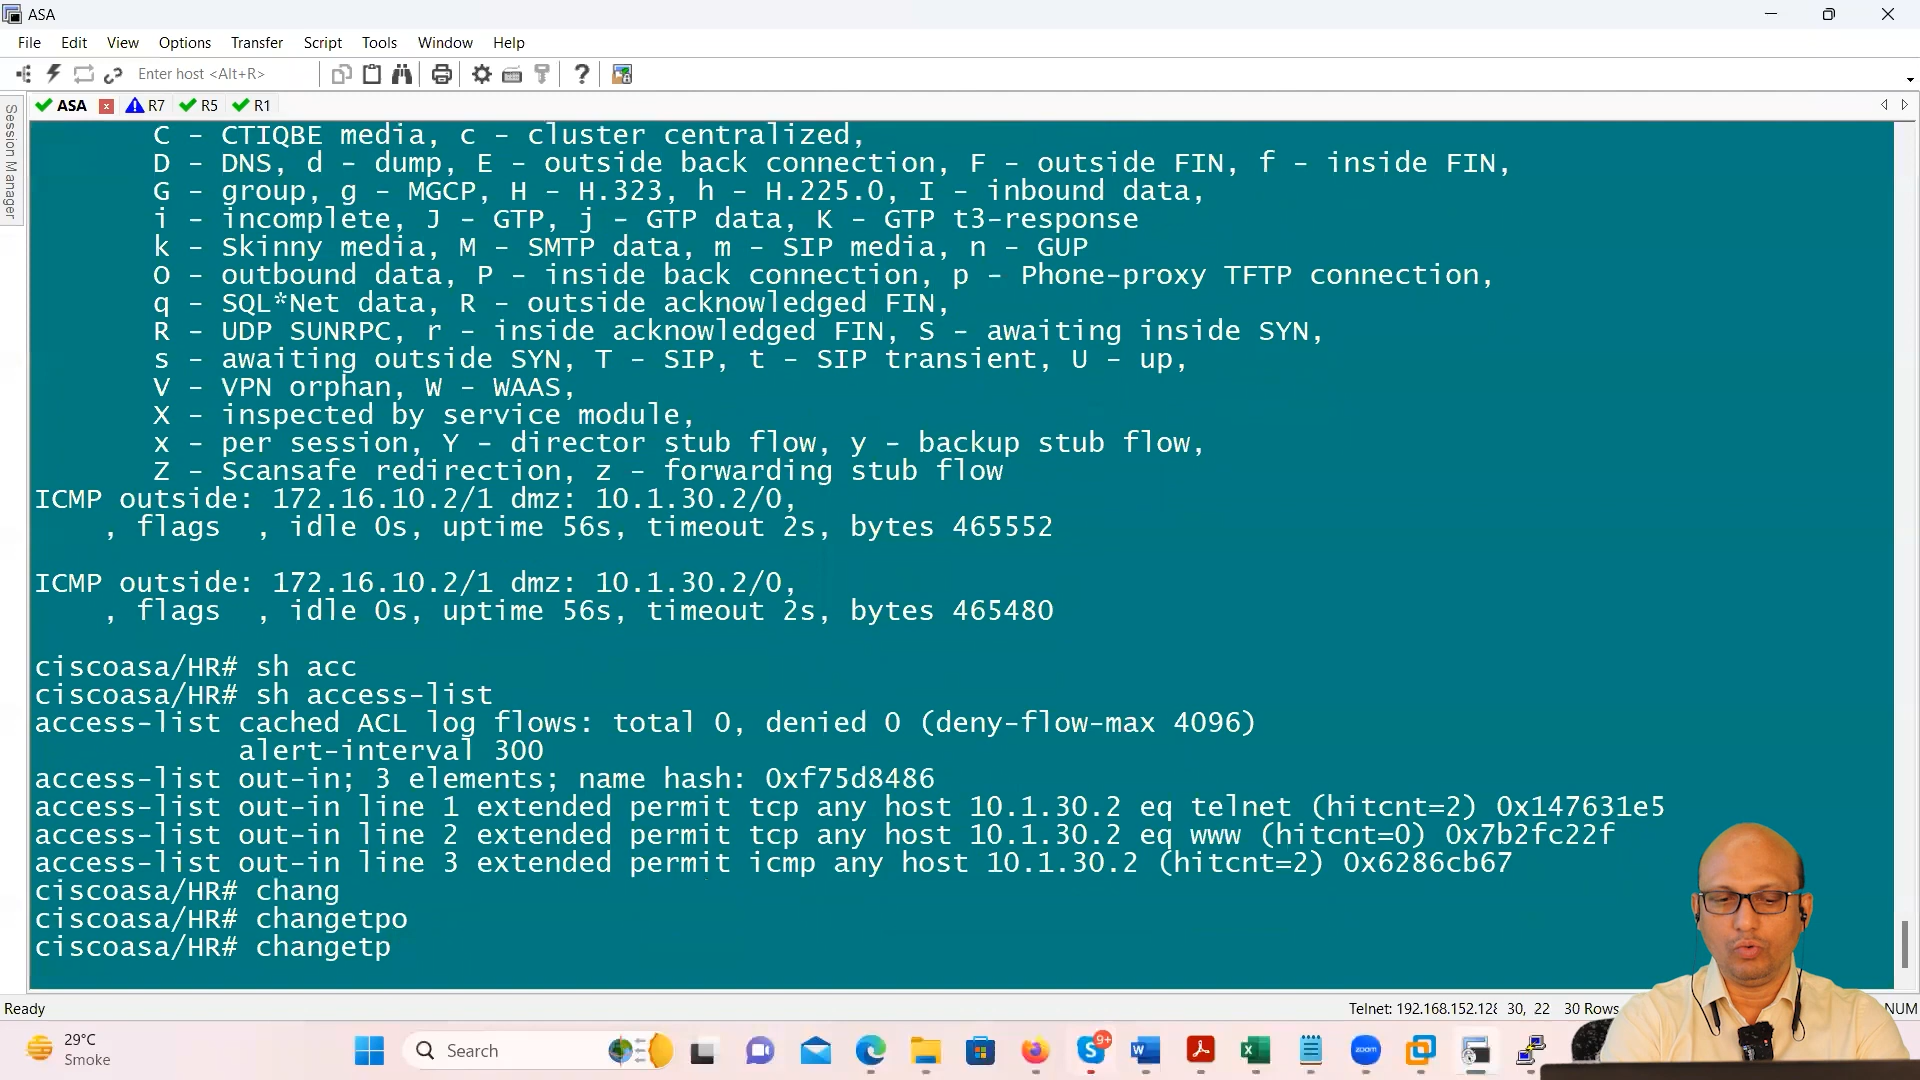 ASA
File Edit View Options Transfer Script Tools Window Help
Enter host <Alt+R>
Session Manager
ASA R7 R5 R1
C - CTIQBE media, c - cluster centralized,
D - DNS, d - dump, E - outside back connection, F - outside FIN, f - inside FIN,
G - group, g - MGCP, H - H.323, h - H.225.0, I - inbound data,
i - incomplete, J - GTP, j - GTP data, K - GTP t3-response
k - Skinny media, M - SMTP data, m - SIP media, n - GUP
O - outbound data, P - inside back connection, p - Phone-proxy TFTP connection,
q - SQL*Net data, R - outside acknowledged FIN,
R - UDP SUNRPC, r - inside acknowledged FIN, S - awaiting inside SYN,
s - awaiting outside SYN, T - SIP, t - SIP transient, U - up,
V - VPN orphan, W - WAAS,
X - inspected by service module,
x - per session, Y - director stub flow, y - backup stub flow,
Z - Scansafe redirection, z - forwarding stub flow
ICMP outside: 172.16.10.2/1 dmz: 10.1.30.2/0,
, flags , idle 0s, uptime 56s, timeout 2s, bytes 465552
ICMP outside: 172.16.10.2/1 dmz: 10.1.30.2/0,
, flags , idle 0s, uptime 56s, timeout 2s, bytes 465480
ciscoasa/HR# sh acc
ciscoasa/HR# sh access-list
access-list cached ACL log flows: total 0, denied 0 (deny-flow-max 4096)
alert-interval 300
access-list out-in; 3 elements; name hash: 0xf75d8486
access-list out-in line 1 extended permit tcp any host 10.1.30.2 eq telnet (hitcnt=2) 0x147631e5
access-list out-in line 2 extended permit tcp any host 10.1.30.2 eq www (hitcnt=0) 0x7b2fc22f
access-list out-in line 3 extended permit icmp any host 10.1.30.2 (hitcnt=2) 0x6286cb67
ciscoasa/HR# chang
ciscoasa/HR# changetpo
ciscoasa/HR# changetp
Ready Telnet: 192.168.152.128 30, 22 30 Rows NUM
29°C
Smoke
Search
9+
zoom